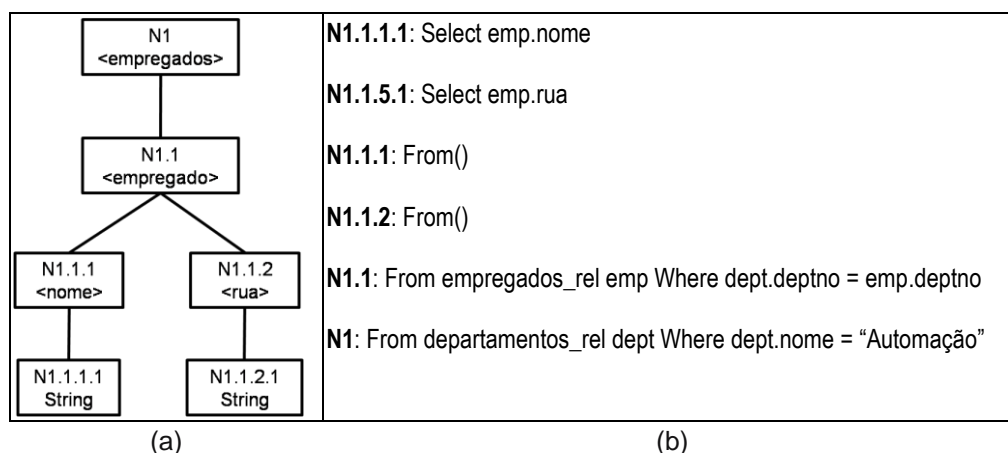 N1
<empregados>
N1.1
<empregado>
N1.1.1
<nome>
N1.1.2
<rua>
N1.1.1.1
String
N1.1.2.1
String
(a)
N1.1.1.1: Select emp.nome
N1.1.5.1: Select emp.rua
N1.1.1: From()
N1.1.2: From()
N1.1: From empregados_rel emp Where dept.deptno = emp.deptno
N1: From departamentos_rel dept Where dept.nome = “Automação”
(b)